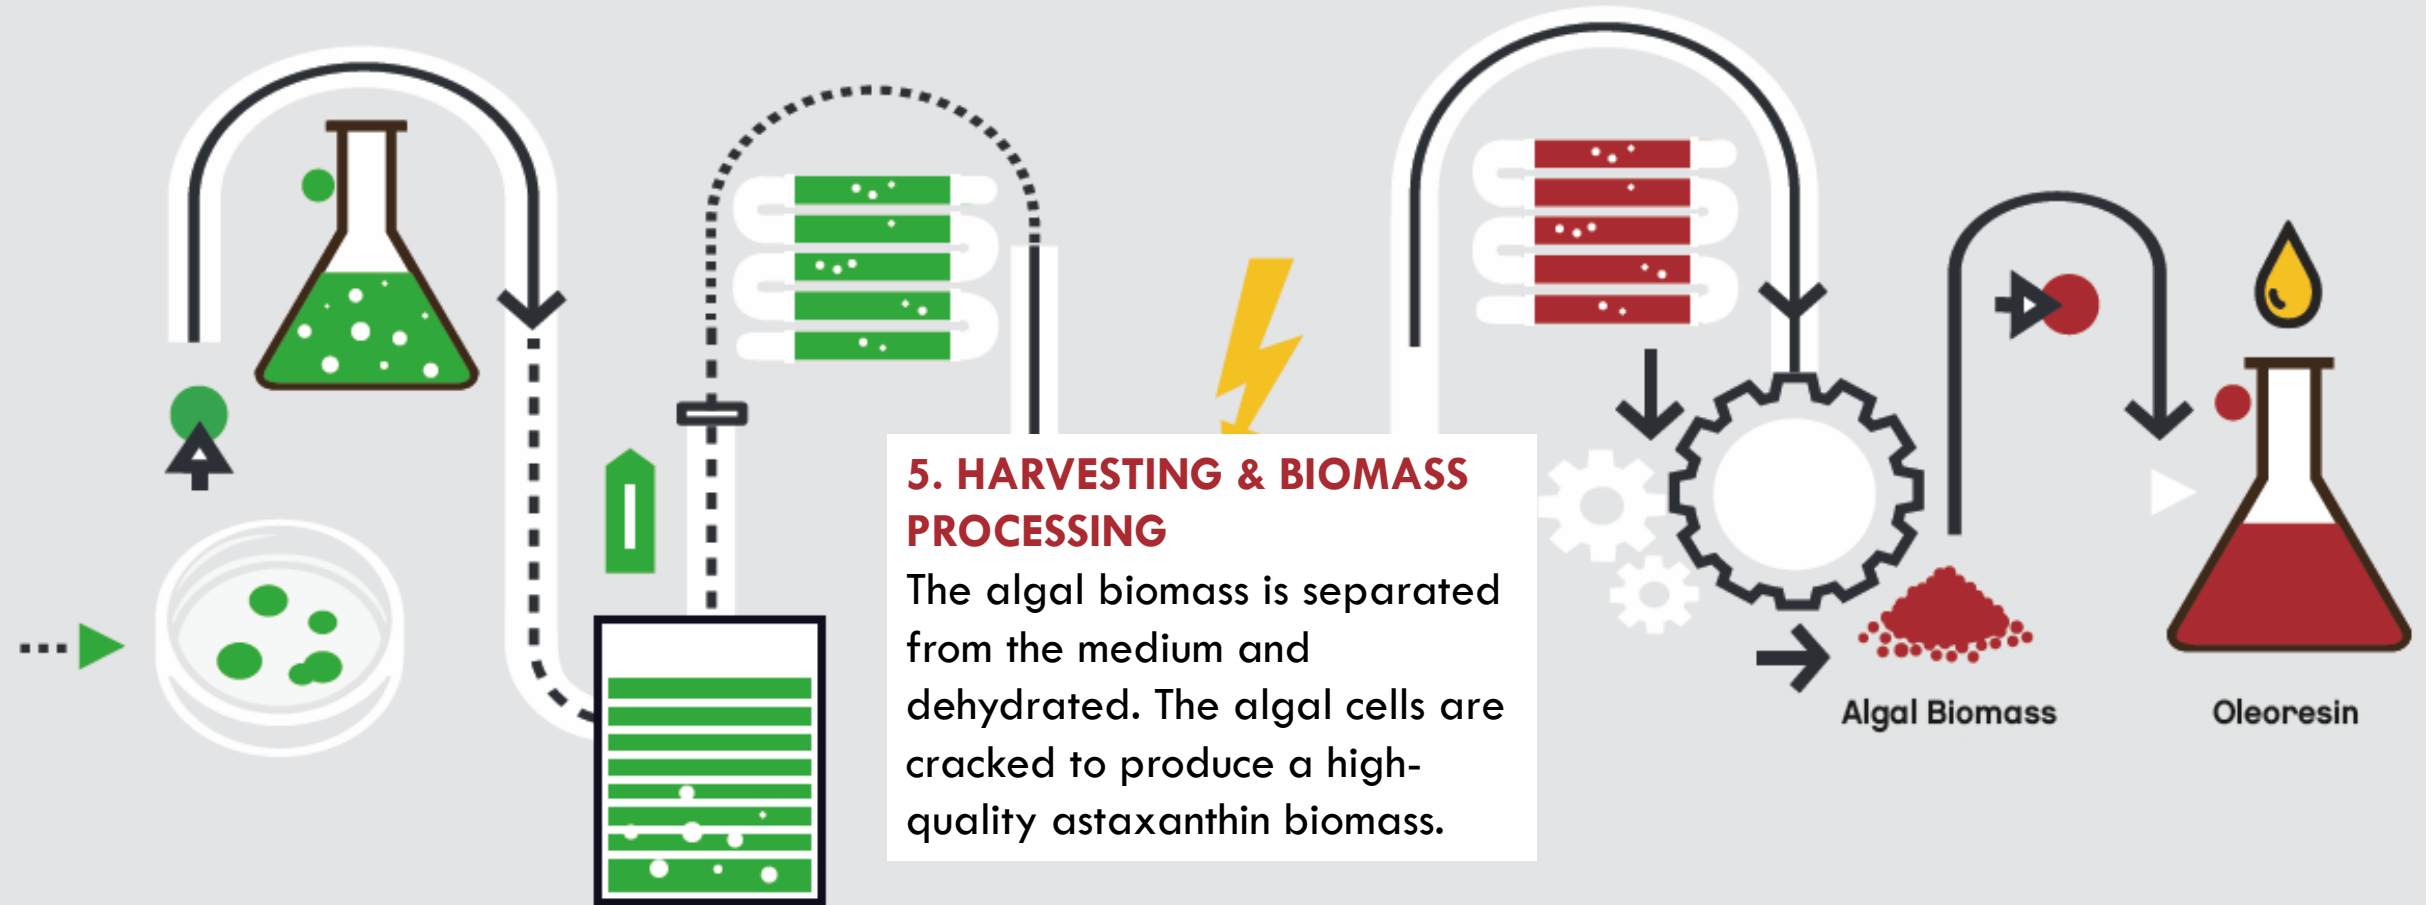 5. HARVESTING & BIOMASS
PROCESSING
The algal biomass is separated
from the medium and
dehydrated. The algal cells are
cracked to produce a high-
quality astaxanthin biomass.
Algal Biomass
Oleoresin